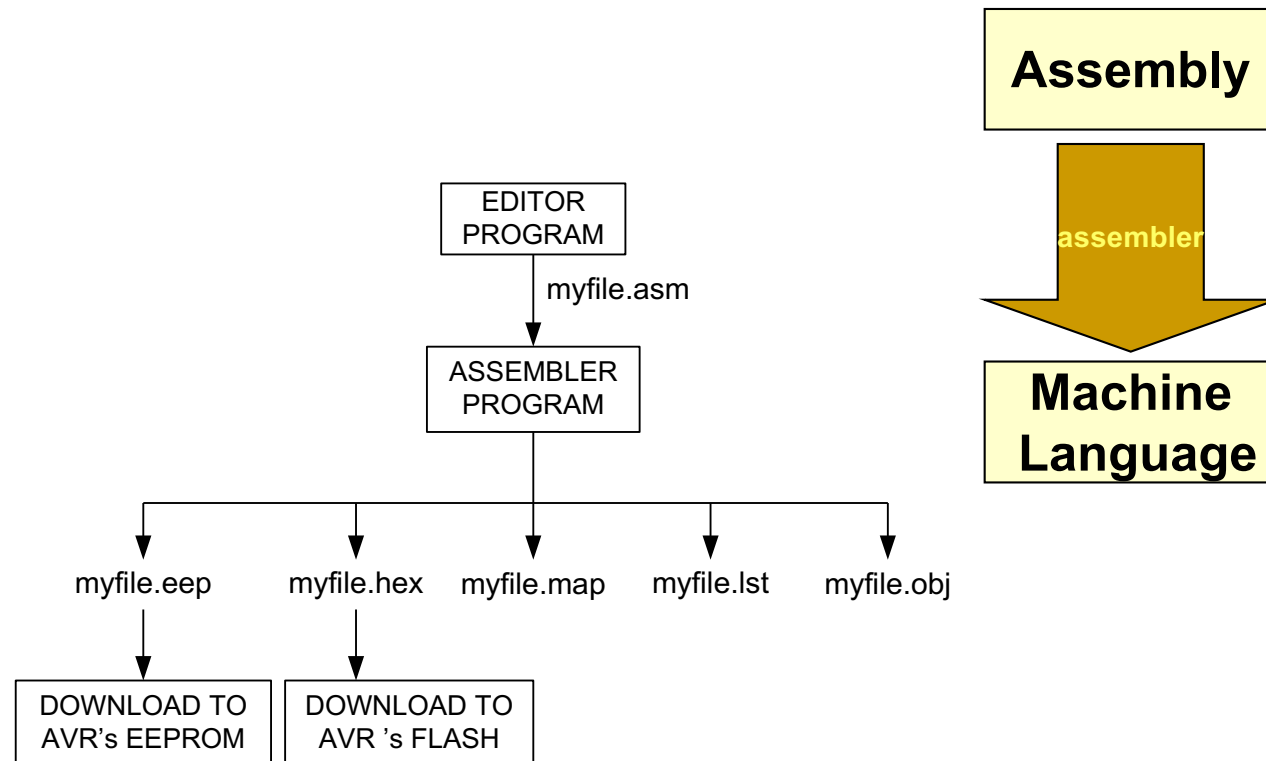 Assembly
assembler
Machine
Language
EDITOR
PROGRAM
myfile.asm
ASSEMBLER
PROGRAM
myfile.eep
myfile.hex
myfile.map
myfile.lst
myfile.obj
DOWNLOAD TO
AVR's EEPROM
DOWNLOAD TO
AVR 's FLASH